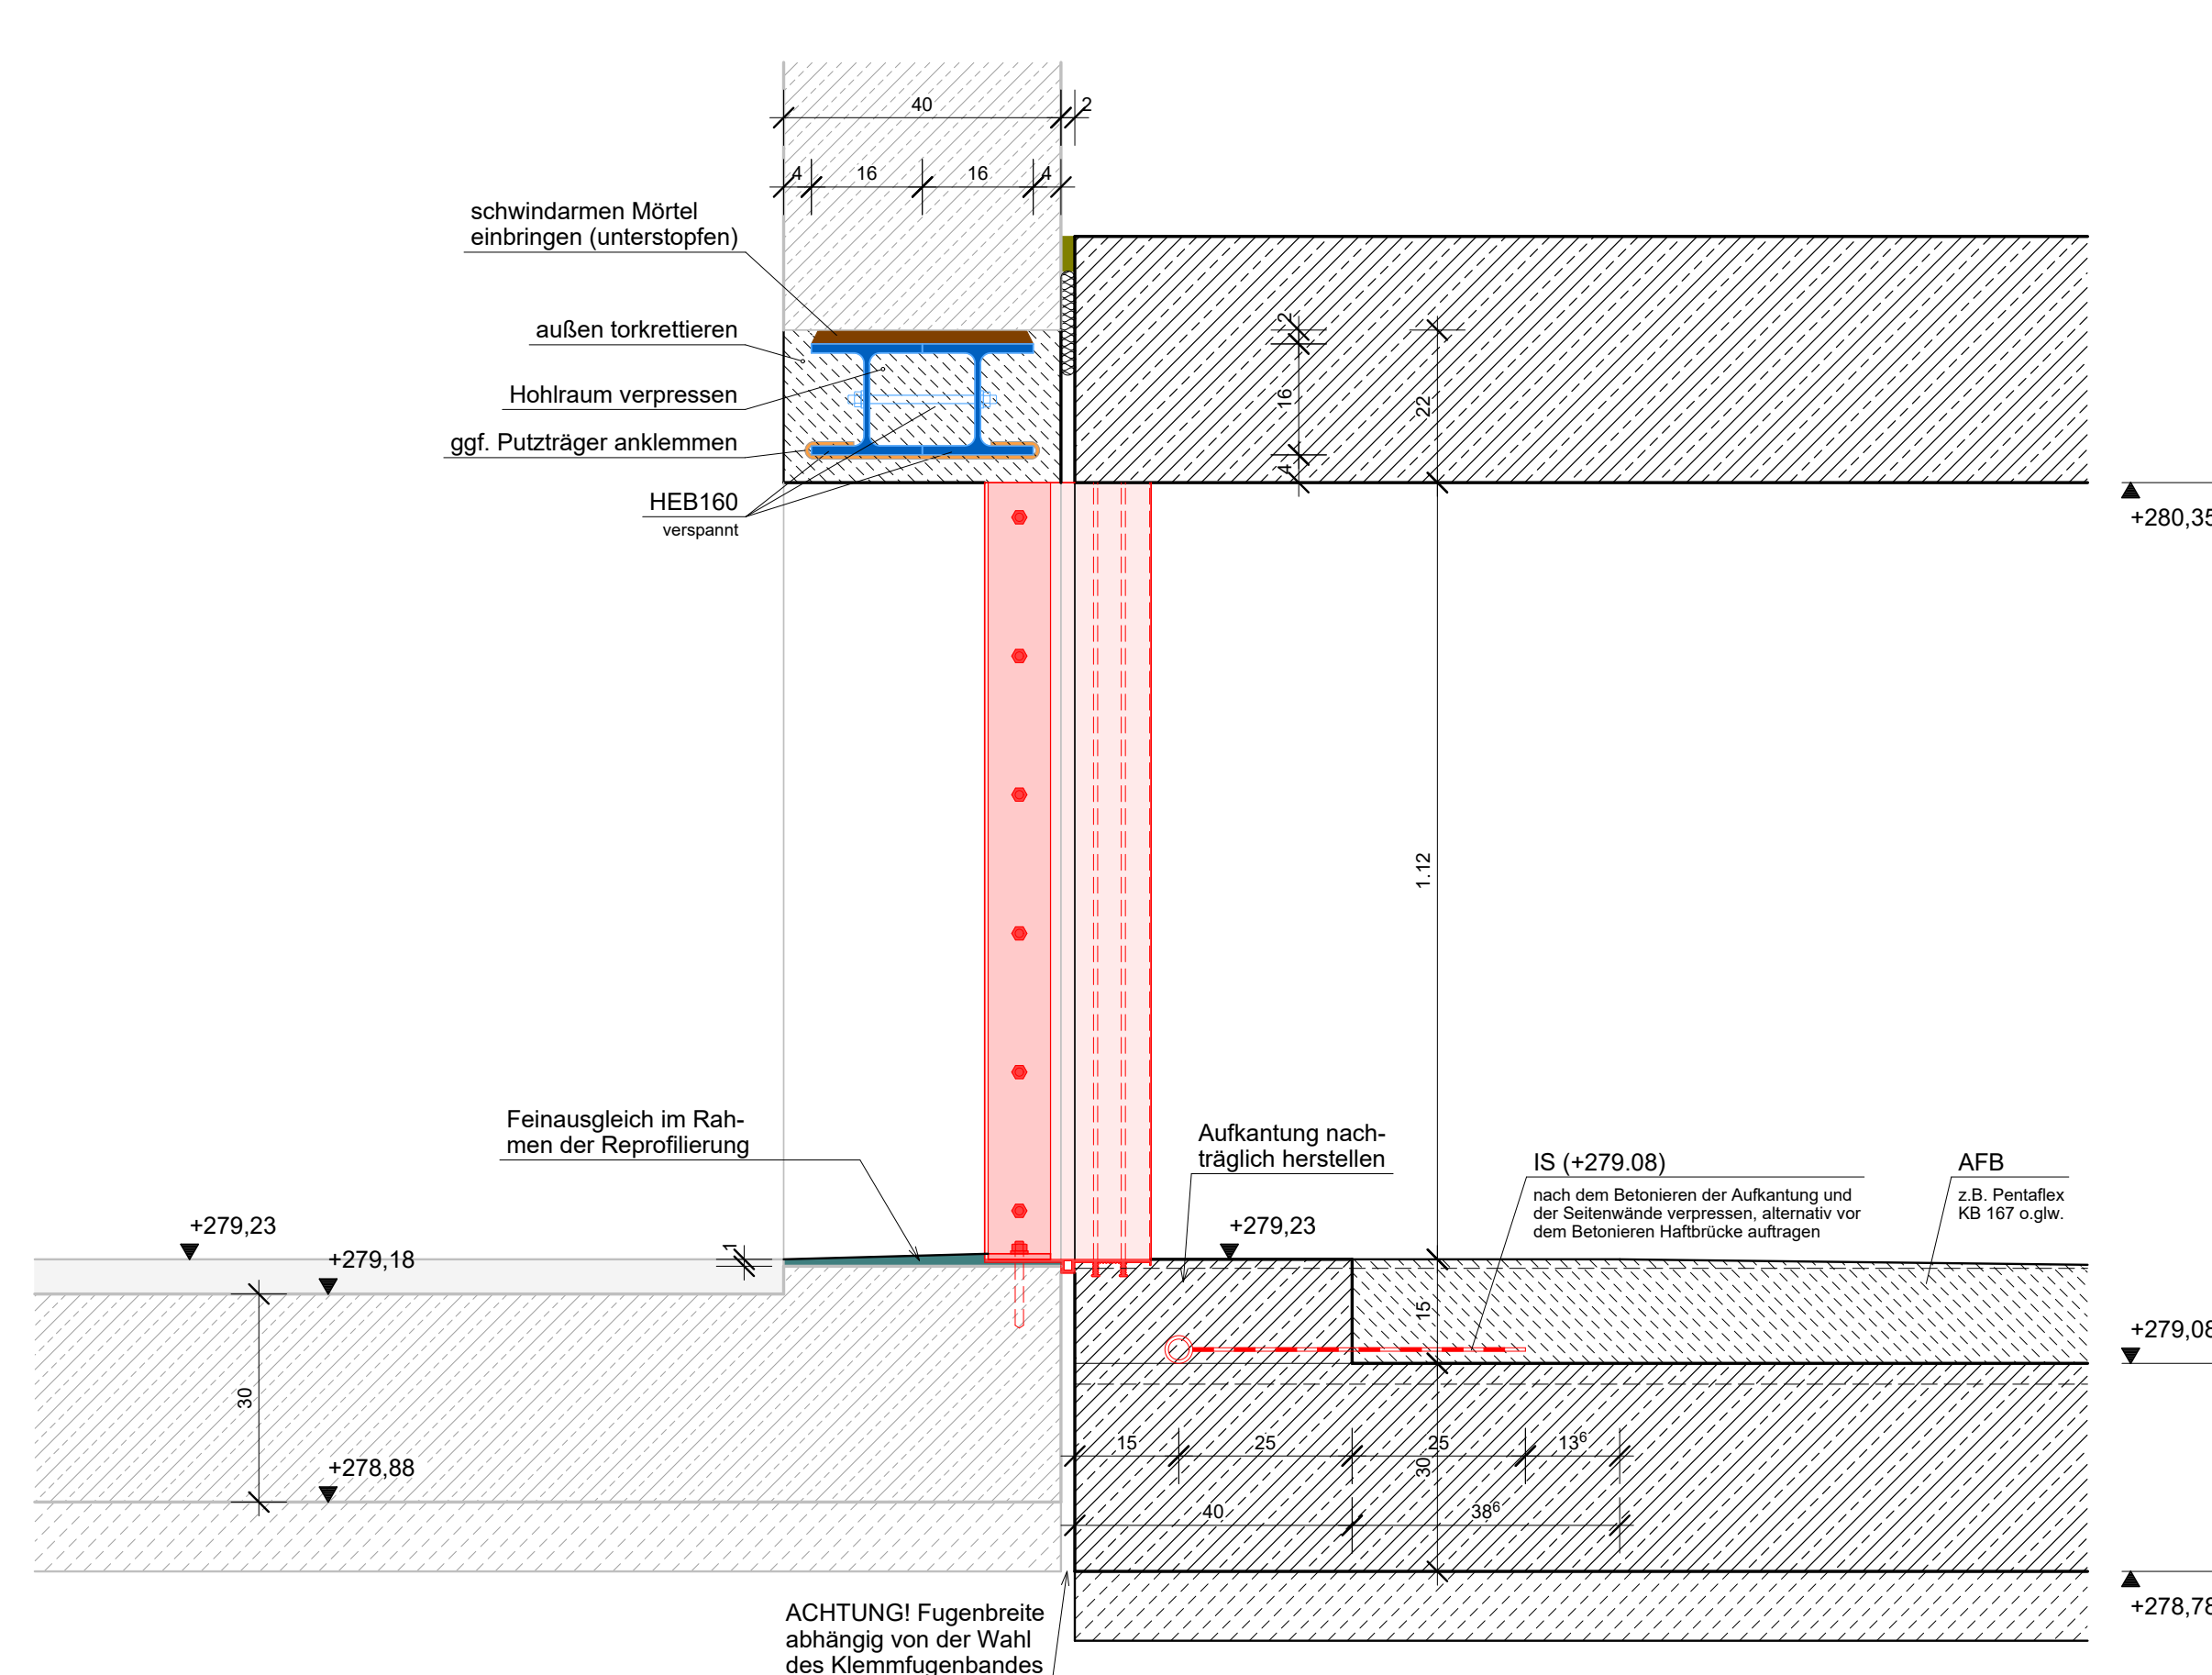 40
2
4
16
16
4
schwindarmen Mörtel
einbringen (unterstopfen)
außen torkrettieren
Hohlraum verpressen
ggf. Putzträger anklemmen
HEB160
verspannt
2
16
4
22
+280,35
1.12
Feinausgleich im Rah-
men der Reprofilierung
Aufkantung nach-
träglich herstellen
IS (+279.08)
nach dem Betonieren der Aufkantung und
der Seitenwände verpressen, alternativ vor
dem Betonieren Haftbrücke auftragen
AFB
z.B. Pentaflex
KB 167 o.glw.
+279,23
+279,18
1
+279,23
15
+279,08
30
+278,88
15
25
25
13⁶
30
40
38⁶
+278,78
ACHTUNG! Fugenbreite
abhängig von der Wahl
des Klemmfugenbandes